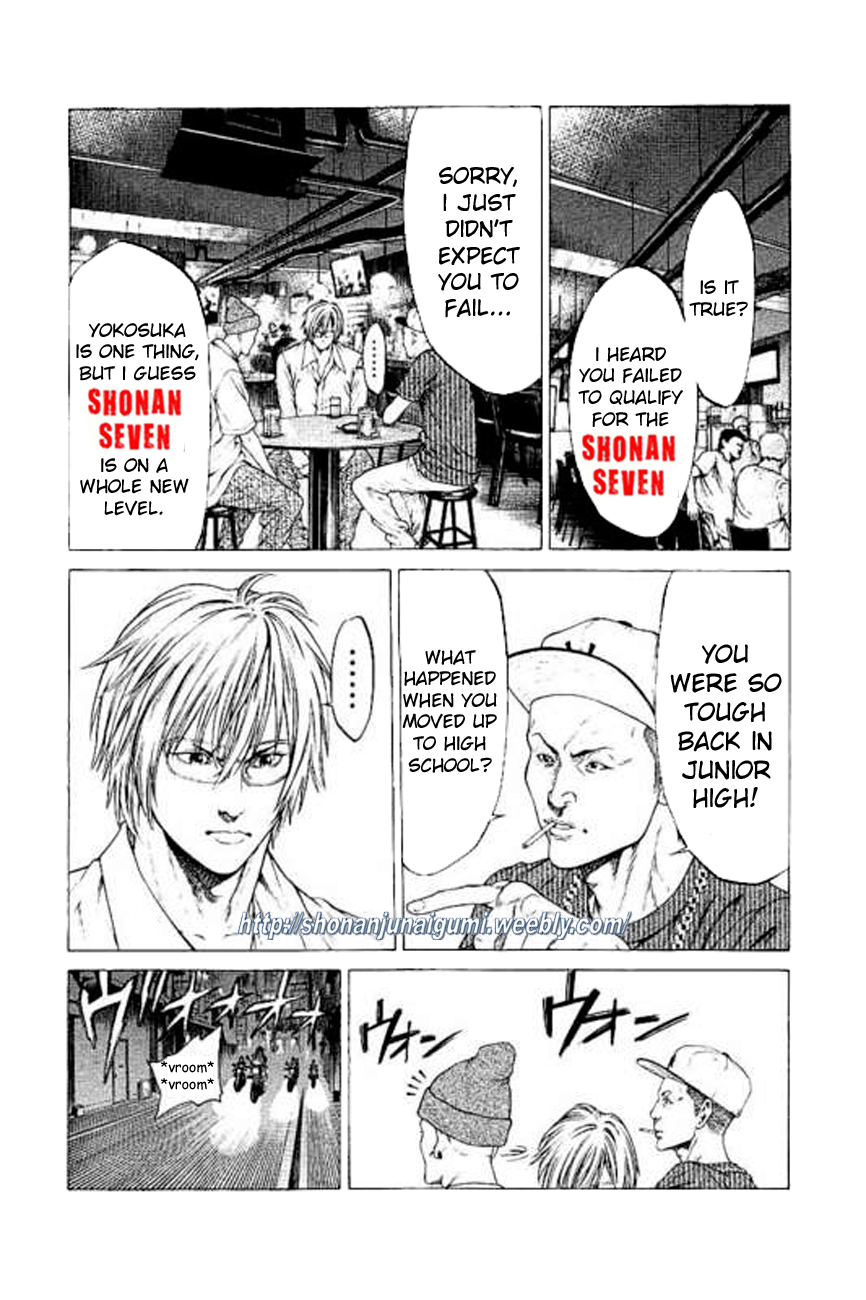 IS IT
TRUE?
I HEARD
YOU FAILED
TO QUALIFY
FOR THE
SHONAN
SEVEN
SORRY,
I JUST
DIDN'T
EXPECT
YOU TO
FAIL...
.....
YOKOSUKA
IS ONE THING,
BUT I GUESS
SHONAN
SEVEN
IS ON A
WHOLE NEW
LEVEL.
YOU
WERE SO
TOUGH
BACK IN
JUNIOR
HIGH!
WHAT
HAPPENED
WHEN YOU
MOVED UP
TO HIGH
SCHOOL?
......
http://shonanjunaigumi.weebly.com/
ウォン
ウォン
ヴォオオオ
*vroom*
*vroom*